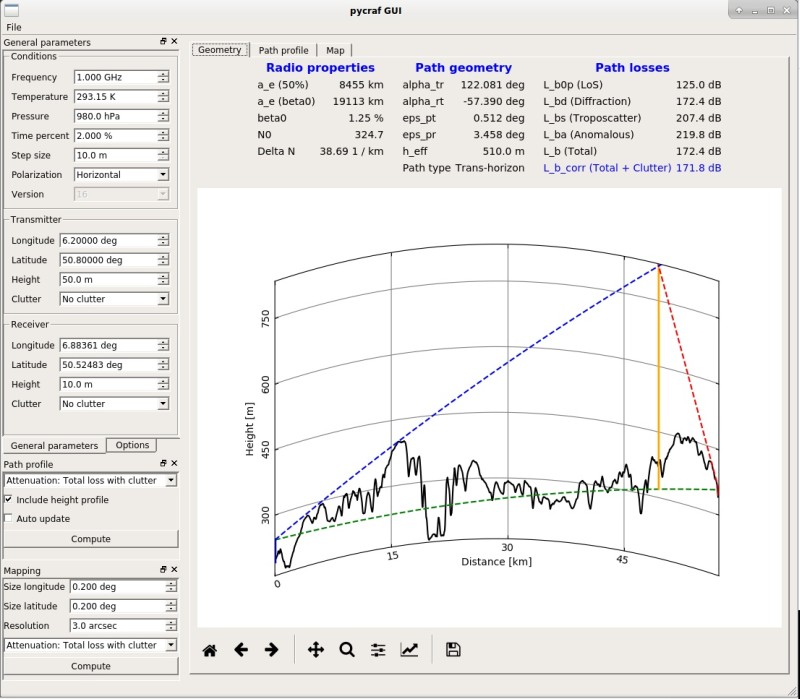 pycraf GUI
File
General parameters
Conditions
Frequency 1.000 GHz
Temperature 293.15 K
Pressure 980.0 hPa
Time percent 2.000 %
Step size 10.0 m
Polarization Horizontal
Version 16
Transmitter
Longitude 6.20000 deg
Latitude 50.80000 deg
Height 50.0 m
Clutter No clutter
Receiver
Longitude 6.88361 deg
Latitude 50.52483 deg
Height 10.0 m
Clutter No clutter
General parameters Options
Path profile
Attenuation: Total loss with clutter
Include height profile
Auto update
Compute
Mapping
Size longitude 0.200 deg
Size latitude 0.200 deg
Resolution 3.0 arcsec
Attenuation: Total loss with clutter
Compute
Geometry Path profile Map
Radio properties Path geometry Path losses
a_e (50%) 8455 km alpha_tr 122.081 deg L_b0p (LoS) 125.0 dB
a_e (beta0) 19113 km alpha_rt -57.390 deg L_bd (Diffraction) 172.4 dB
beta0 1.25 % eps_pt 0.512 deg L_bs (Troposcatter) 207.4 dB
N0 324.7 eps_pr 3.458 deg L_ba (Anomalous) 219.8 dB
Delta N 38.69 1 / km h_eff 510.0 m L_b (Total) 172.4 dB
Path type Trans-horizon L_b_corr (Total + Clutter) 171.8 dB
750
600
450
300
Height [m]
0 15 30 45
Distance [km]